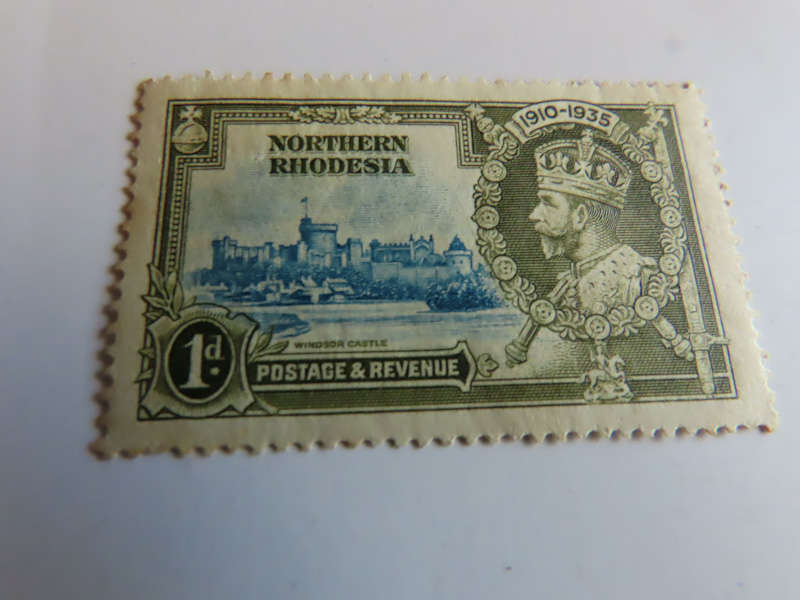 1910-1935
NORTHERN
RHODESIA
WINDSOR CASTLE
1d.
POSTAGE & REVENUE